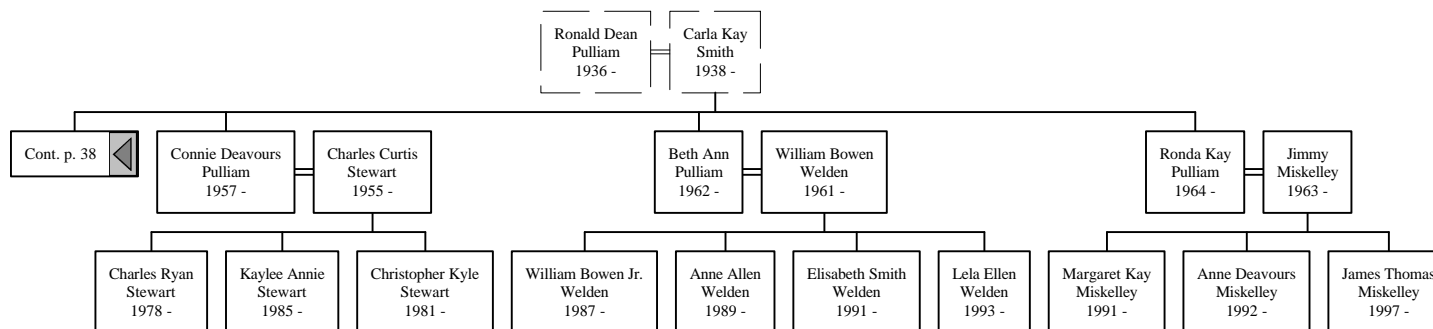 Ronald Dean
Pulliam
1936 -
Carla Kay
Smith
1938 -
Cont. p. 38
Connie Deavours
Pulliam
1957 -
Charles Curtis
Stewart
1955 -
Beth Ann
Pulliam
1962 -
William Bowen
Welden
1961 -
Ronda Kay
Pulliam
1964 -
Jimmy
Miskelley
1963 -
Charles Ryan
Stewart
1978 -
Kaylee Annie
Stewart
1985 -
Christopher Kyle
Stewart
1981 -
William Bowen Jr.
Welden
1987 -
Anne Allen
Welden
1989 -
Elisabeth Smith
Welden
1991 -
Lela Ellen
Welden
1993 -
Margaret Kay
Miskelley
1991 -
Anne Deavours
Miskelley
1992 -
James Thomas
Miskelley
1997 -